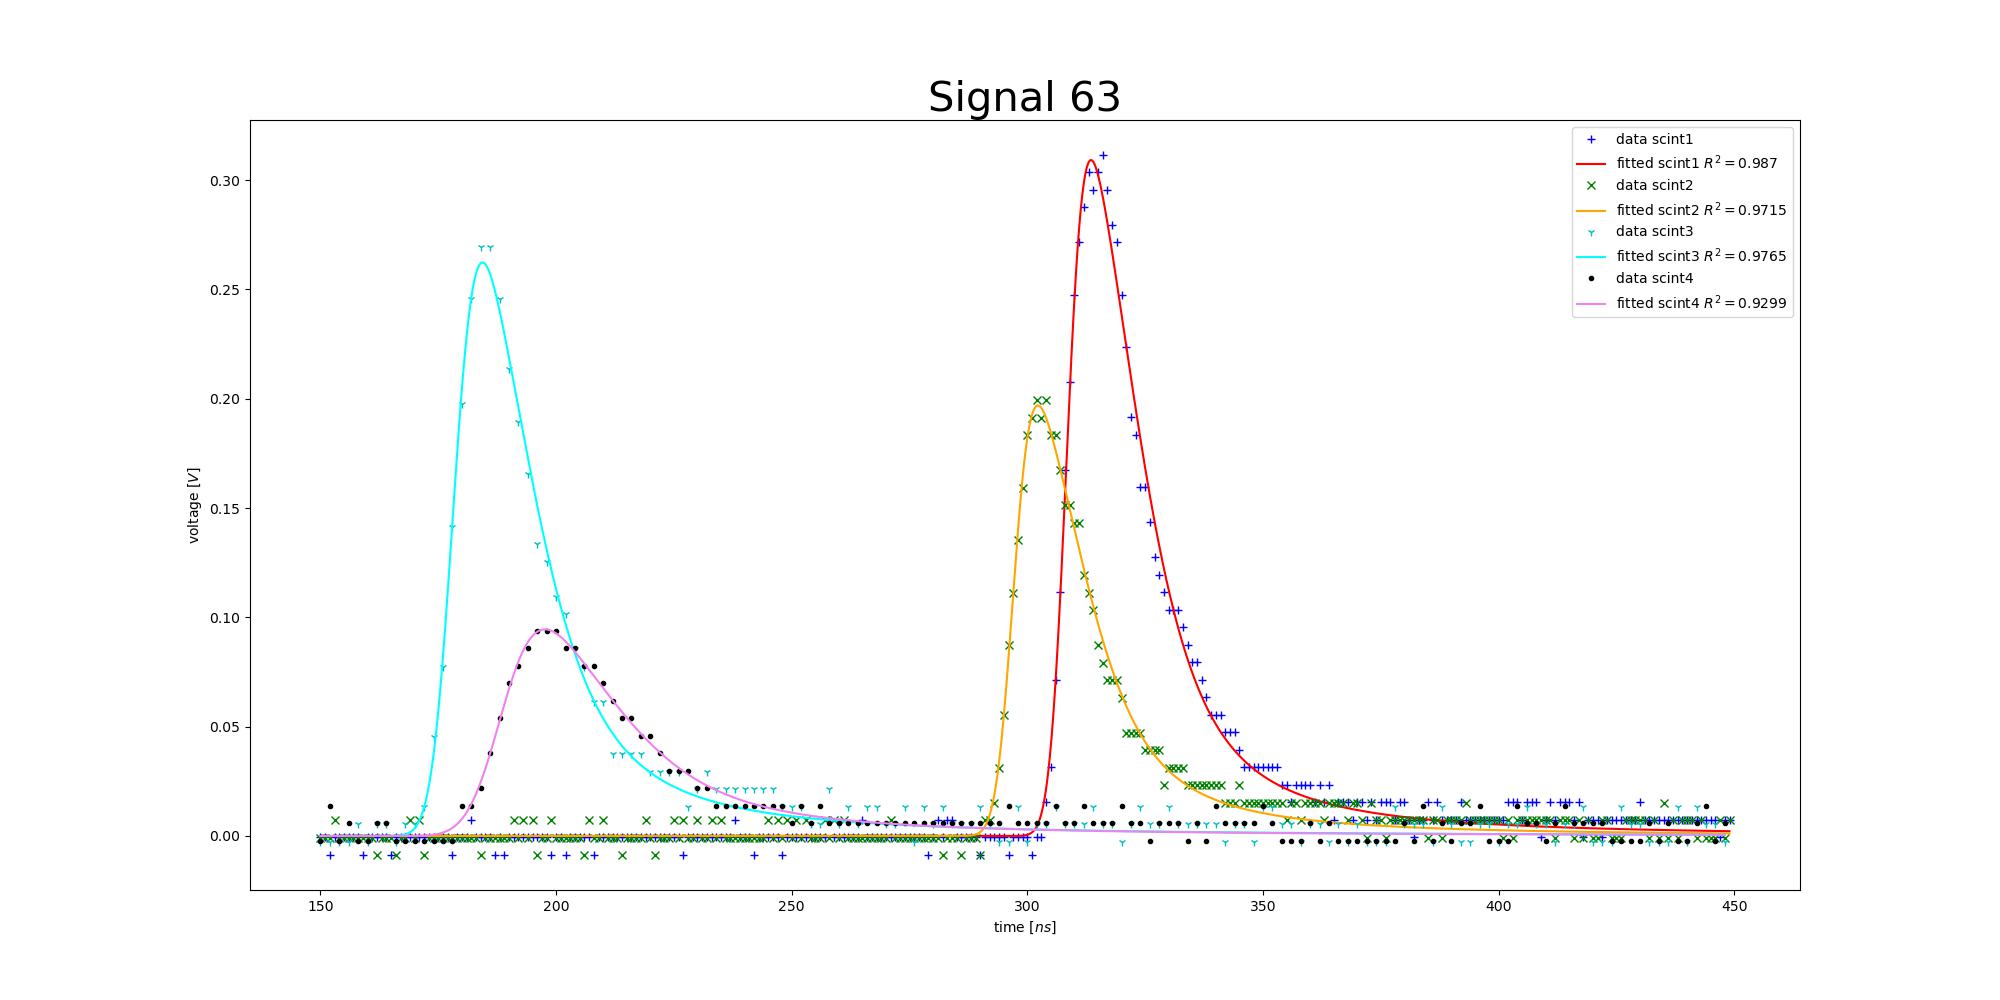 Signal 63
data scint1
fitted scint1 R² = 0.987
data scint2
fitted scint2 R² = 0.9715
data scint3
fitted scint3 R² = 0.9765
data scint4
fitted scint4 R² = 0.9299
0.30
0.25
0.20
0.15
0.10
0.05
0.00
voltage [V]
150 200 250 300 350 400 450
time [ns]